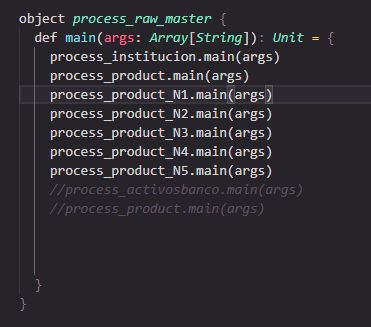 object process_raw_master {
def main(args: Array[String]): Unit = {
process_institucion.main(args)
process_product.main(args)
process_product_N1.main(args)
process_product_N2.main(args)
process_product_N3.main(args)
process_product_N4.main(args)
process_product_N5.main(args)
//process_activosbanco.main(args)
//process_product.main(args)
}
}